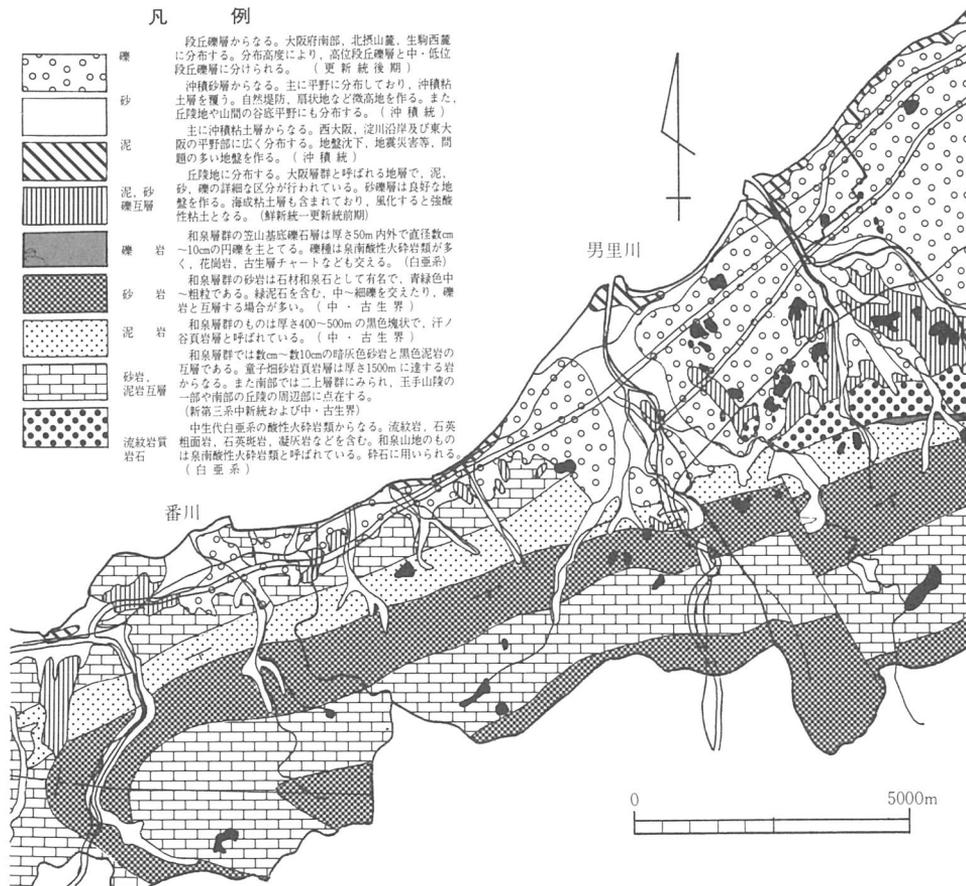 凡 例
礫
段丘礫層からなる。大阪府南部，北摂山麓，生駒西麓
に分布する。分布高度により，高位段丘礫層と中・低位
段丘礫層に分けられる。 (更新統後期)
砂
沖積砂層からなる。主に平野に分布しており，沖積粘
土層を覆う。自然堤防，扇状地など微高地を作る。また，
丘陵地や山間の谷底平野にも分布する。(沖積統)
泥
主に沖積粘土層からなる。西大阪，淀川沿岸及び東大
阪の平野部に広く分布する。地盤沈下，地震災害等，問
題の多い地盤を作る。(沖積統)
泥，砂
礫互層
丘陵地に分布する。大阪層群と呼ばれる地層で，泥，
砂，礫の詳細な区分が行われている。砂礫層は良好な地
盤を作る。海成粘土層も含まれており，風化すると強酸
性粘土となる。(鮮新統一更新統前期)
礫 岩
和泉層群の笠山基底礫石層は厚さ50m内外で直径数cm
～10cmの円礫を主とてる。礫種は泉南酸性火砕岩類が多
く，花崗岩，古生層チャートなども交える。(白亜系)
砂 岩
和泉層群の砂岩は石材和泉石として有名で，青緑色中
～粗粒である。緑泥石を含む，中～細礫を交えたり，礫
岩と互層する場合が多い。(中・古生界)
泥 岩
和泉層群のものは厚さ400～500mの黒色塊状で，汗ノ
谷頁岩層と呼ばれている。(中・古生界)
砂岩，
泥岩互層
和泉層群では数cm～数10cmの暗灰色砂岩と黒色泥岩の
互層である。童子畑砂岩頁岩層は厚さ1500mに達する岩
からなる。また南部では二上層群にみられ，玉手山陵の
一部や南部の丘陵の周辺部に点在する。
(新第三系中新統および中・古生界)
流紋岩質
岩石
中生代白亜系の酸性火砕岩類からなる。流紋岩，石英
粗面岩，石英斑岩，凝灰岩などを含む。和泉山地のもの
は泉南酸性火砕岩類と呼ばれている。砕石に用いられる。
(白亜系)
男里川
番川
0 5000m